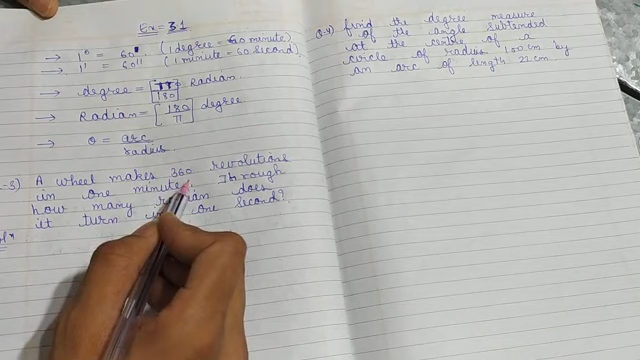 Ex = 3.1
→ 1° = 60' (1 degree = 60 minute)
→ 1' = 60'' (1 minute = 60 Second)
→ degree = [π/180] Radian.
→ Radian = [180/π] degree
→ θ = arc/radius
-3) A wheel makes 360 revolutions
in one minute. Through
how many radian does
it turn in one second?
Q.4) find the degree measure
of the angle subtended
at the centre of a
circle of radius 100 cm by
an arc of length 22 cm